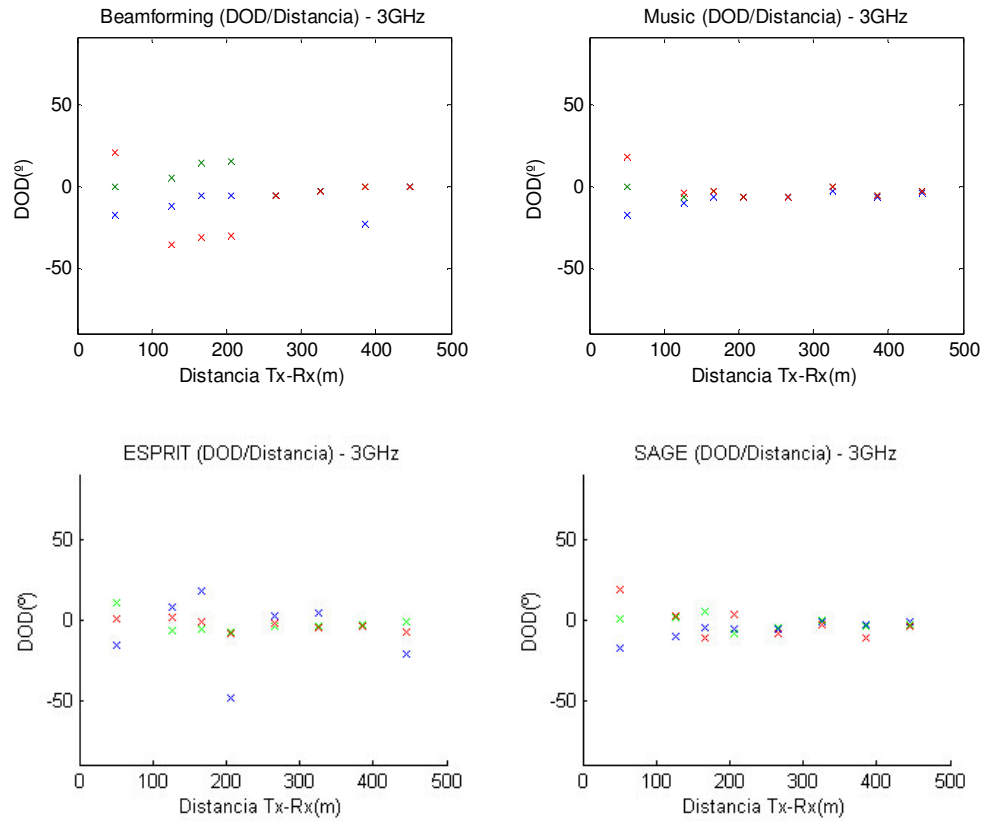 Beamforming (DOD/Distancia) - 3GHz
DOD(º)
50
0
-50
0 100 200 300 400 500
Distancia Tx-Rx(m)
Music (DOD/Distancia) - 3GHz
DOD(º)
50
0
-50
0 100 200 300 400 500
Distancia Tx-Rx(m)
ESPRIT (DOD/Distancia) - 3GHz
DOD(º)
50
0
-50
0 100 200 300 400 500
Distancia Tx-Rx(m)
SAGE (DOD/Distancia) - 3GHz
DOD(º)
50
0
-50
0 100 200 300 400 500
Distancia Tx-Rx(m)